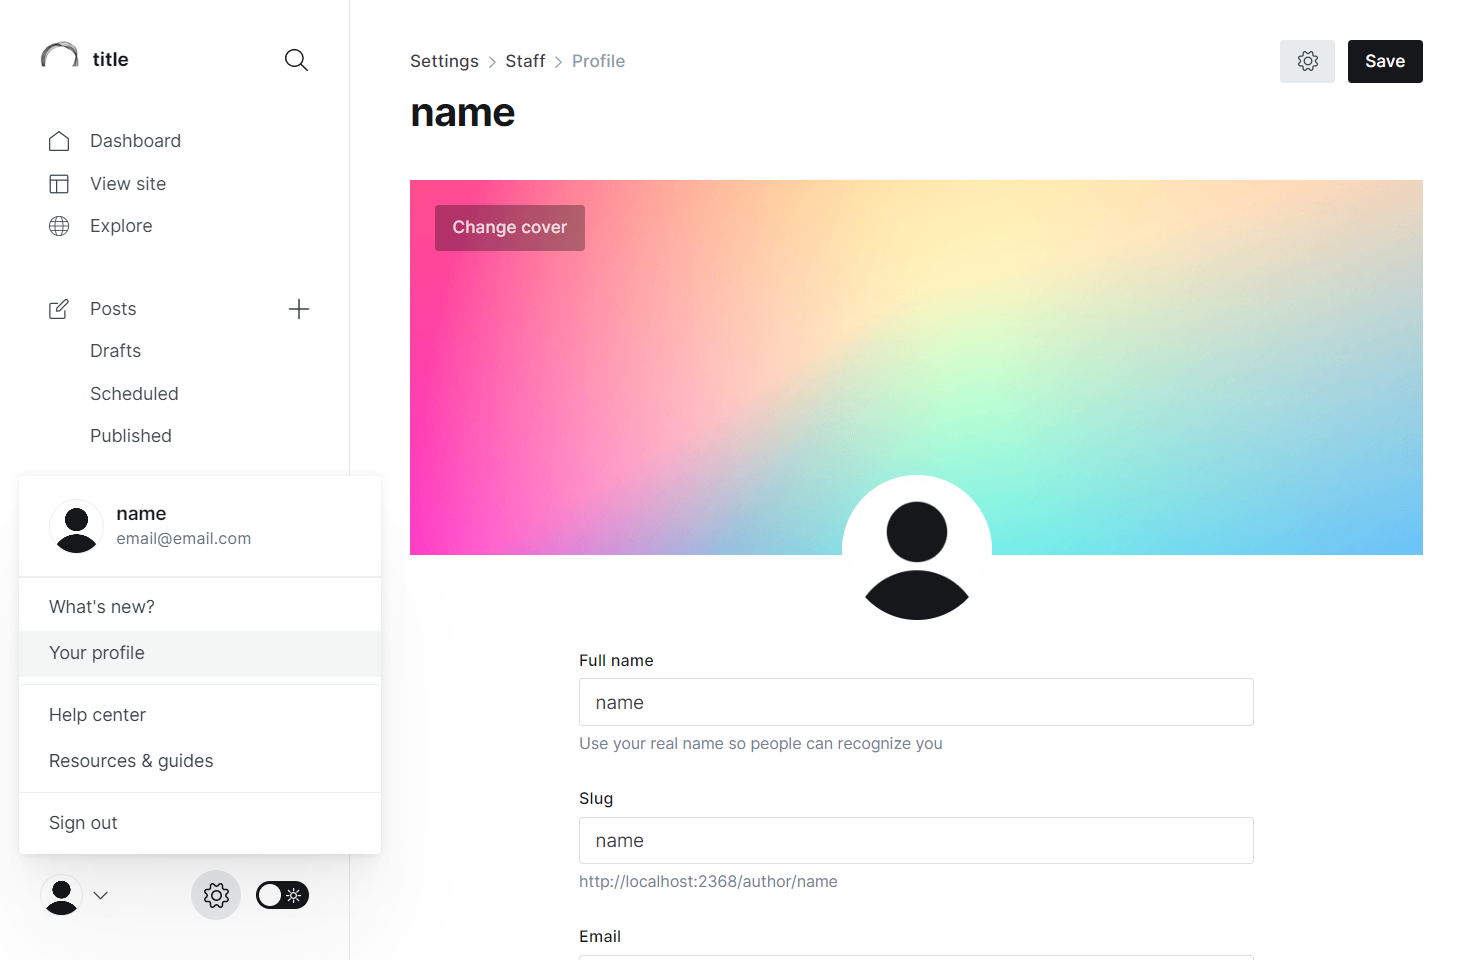 title
Dashboard
View site
Explore
Posts
Drafts
Scheduled
Published
name
email@email.com
What's new?
Your profile
Help center
Resources & guides
Sign out
Settings Staff Profile
Save
name
Change cover
Full name
name
Use your real name so people can recognize you
Slug
name
http://localhost:2368/author/name
Email